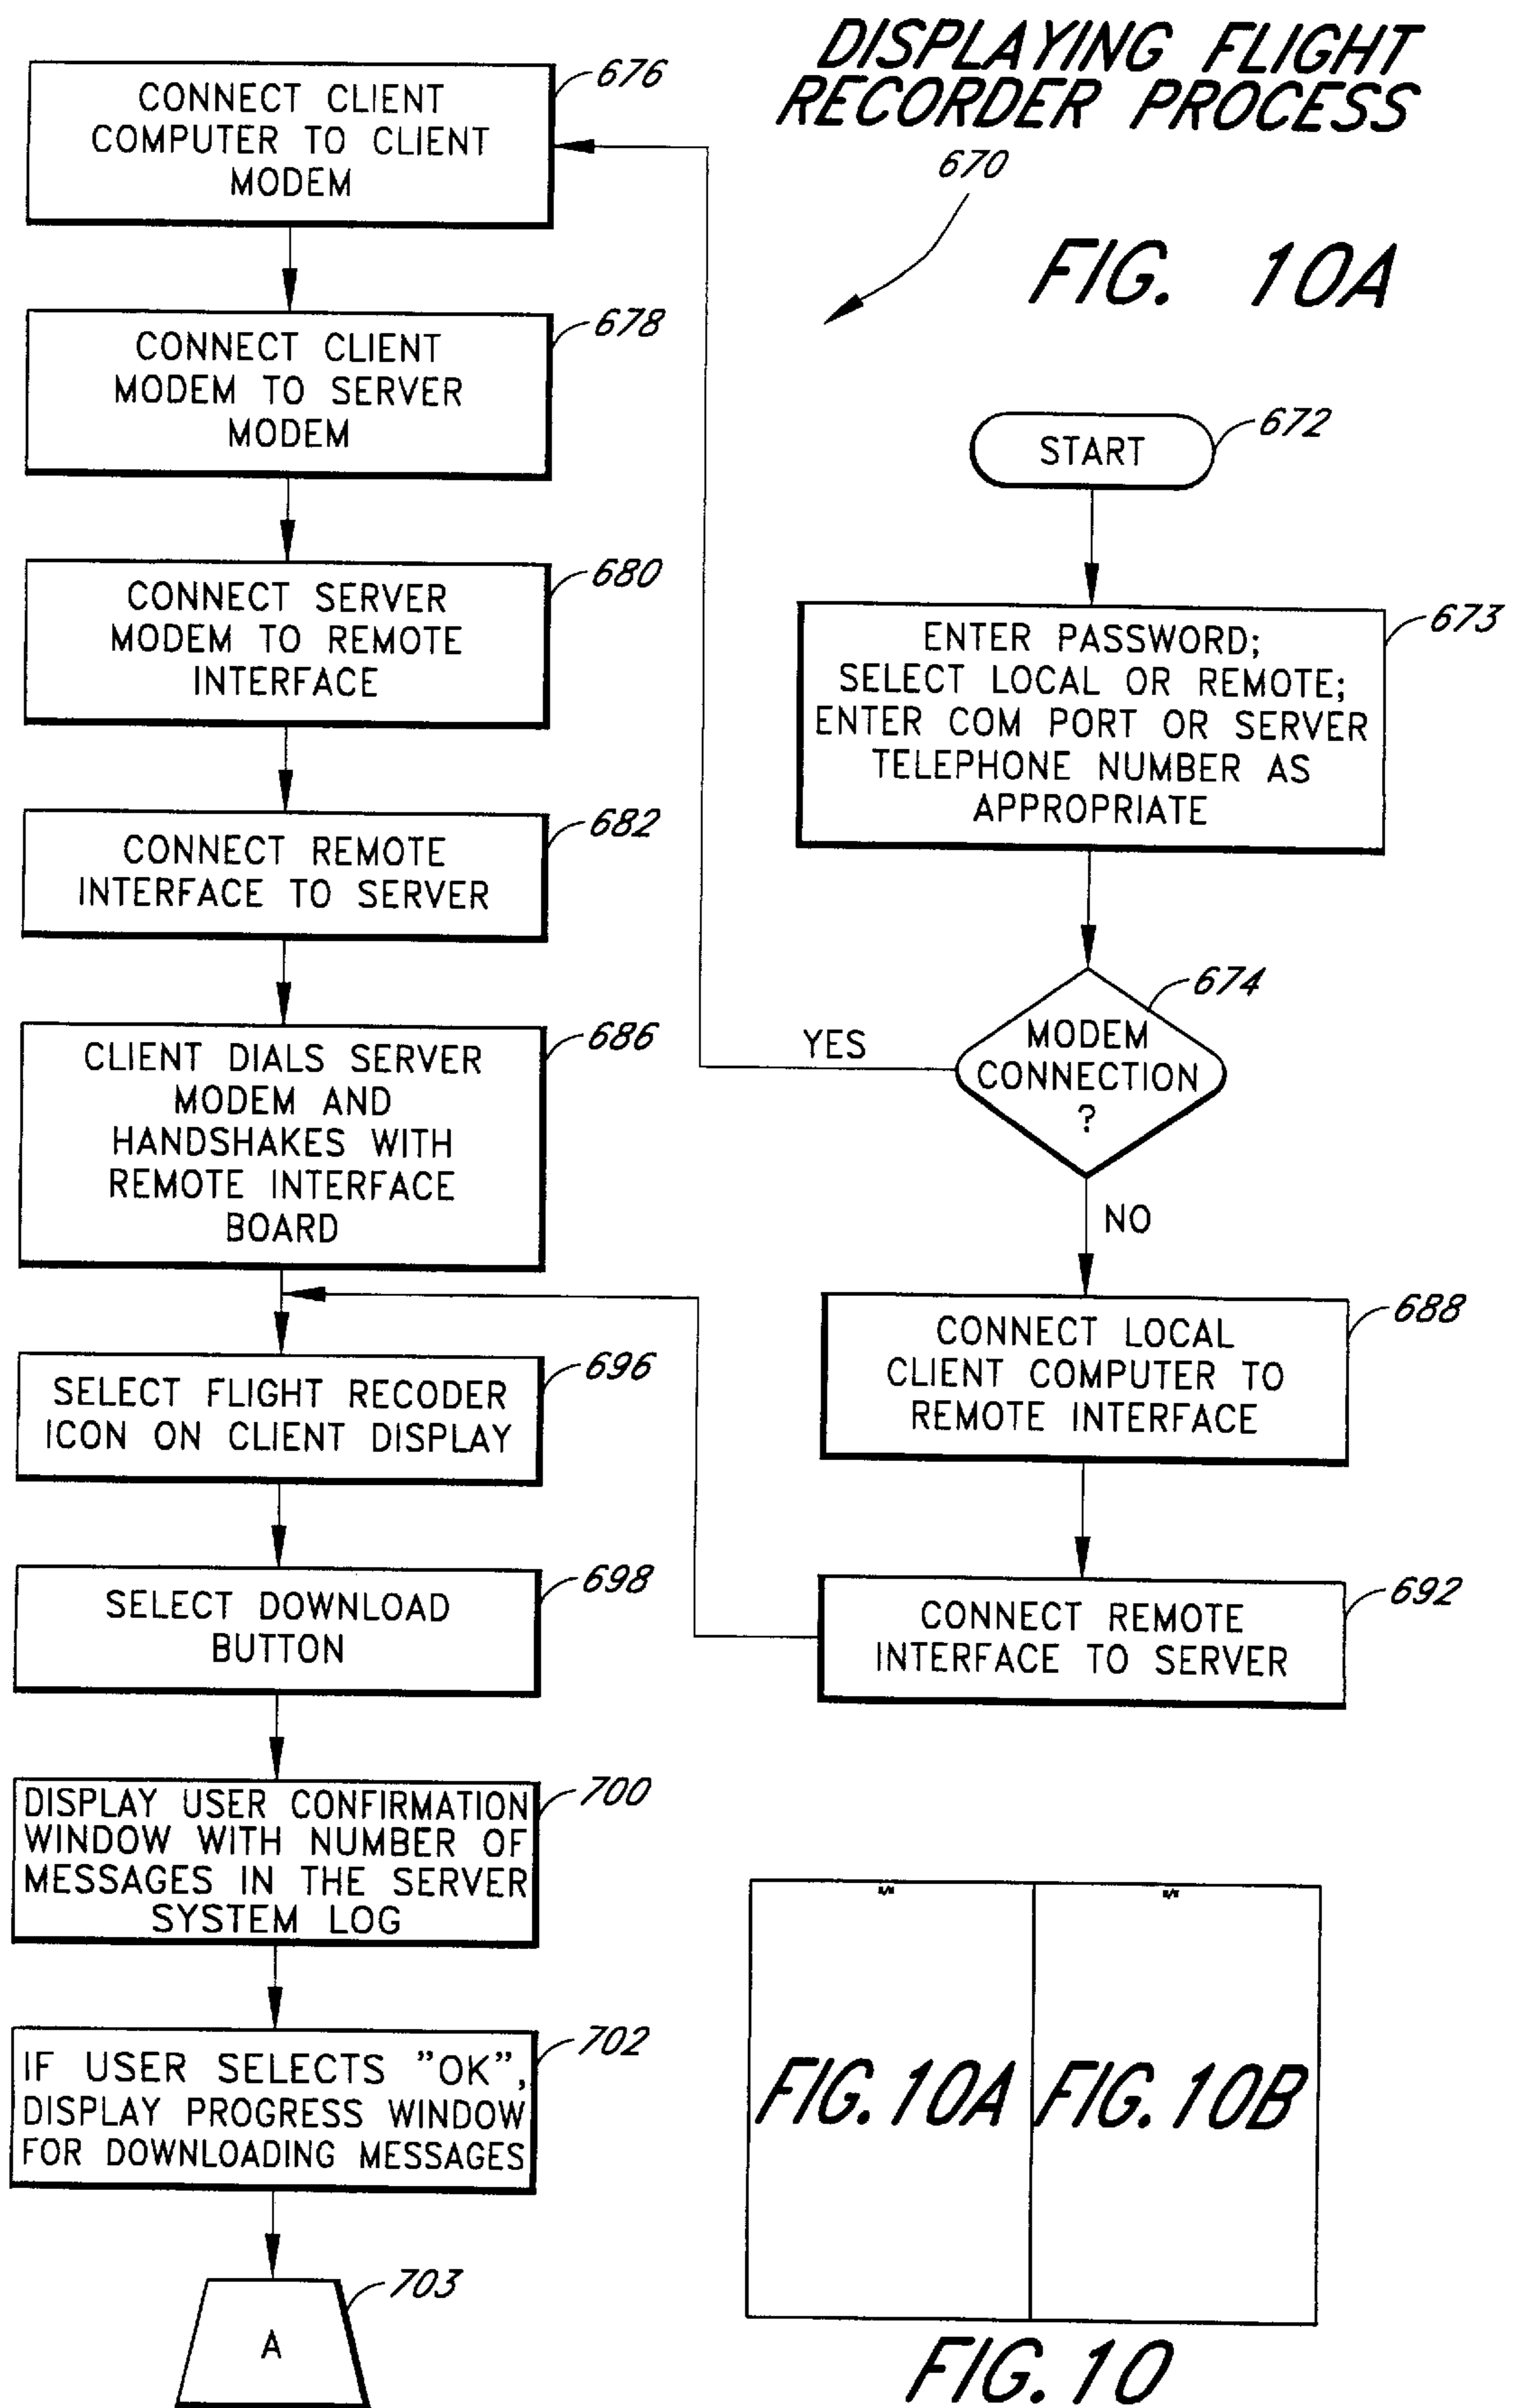 DISPLAYING FLIGHT
RECORDER PROCESS
670
FIG. 10A
START
672
ENTER PASSWORD;
SELECT LOCAL OR REMOTE;
ENTER COM PORT OR SERVER
TELEPHONE NUMBER AS
APPROPRIATE
673
MODEM
CONNECTION
?
674
YES
NO
CONNECT CLIENT
COMPUTER TO CLIENT
MODEM
676
CONNECT CLIENT
MODEM TO SERVER
MODEM
678
CONNECT SERVER
MODEM TO REMOTE
INTERFACE
680
CONNECT REMOTE
INTERFACE TO SERVER
682
CLIENT DIALS SERVER
MODEM AND
HANDSHAKES WITH
REMOTE INTERFACE
BOARD
686
CONNECT LOCAL
CLIENT COMPUTER TO
REMOTE INTERFACE
688
CONNECT REMOTE
INTERFACE TO SERVER
692
SELECT FLIGHT RECODER
ICON ON CLIENT DISPLAY
696
SELECT DOWNLOAD
BUTTON
698
DISPLAY USER CONFIRMATION
WINDOW WITH NUMBER OF
MESSAGES IN THE SERVER
SYSTEM LOG
700
IF USER SELECTS "OK",
DISPLAY PROGRESS WINDOW
FOR DOWNLOADING MESSAGES
702
A
703
FIG. 10A
FIG. 10B
FIG. 10